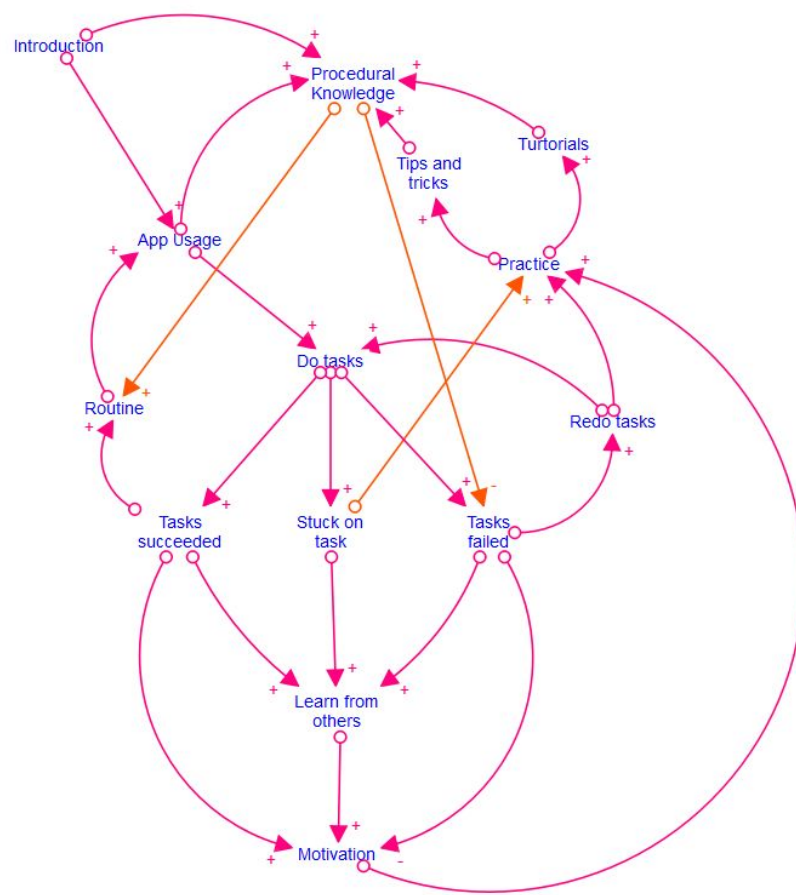 Introduction
+
Procedural
Knowledge
+
+
+
Turtorials
+
Tips and
tricks
+
+
App Usage
+
+
Practice
+
+
+
+
Do tasks
+
Routine
+
+
Redo tasks
+
Tasks
succeeded
+
Stuck on
task
+
Tasks
failed
+
-
Learn from
others
+
+
+
Motivation
+
+
-